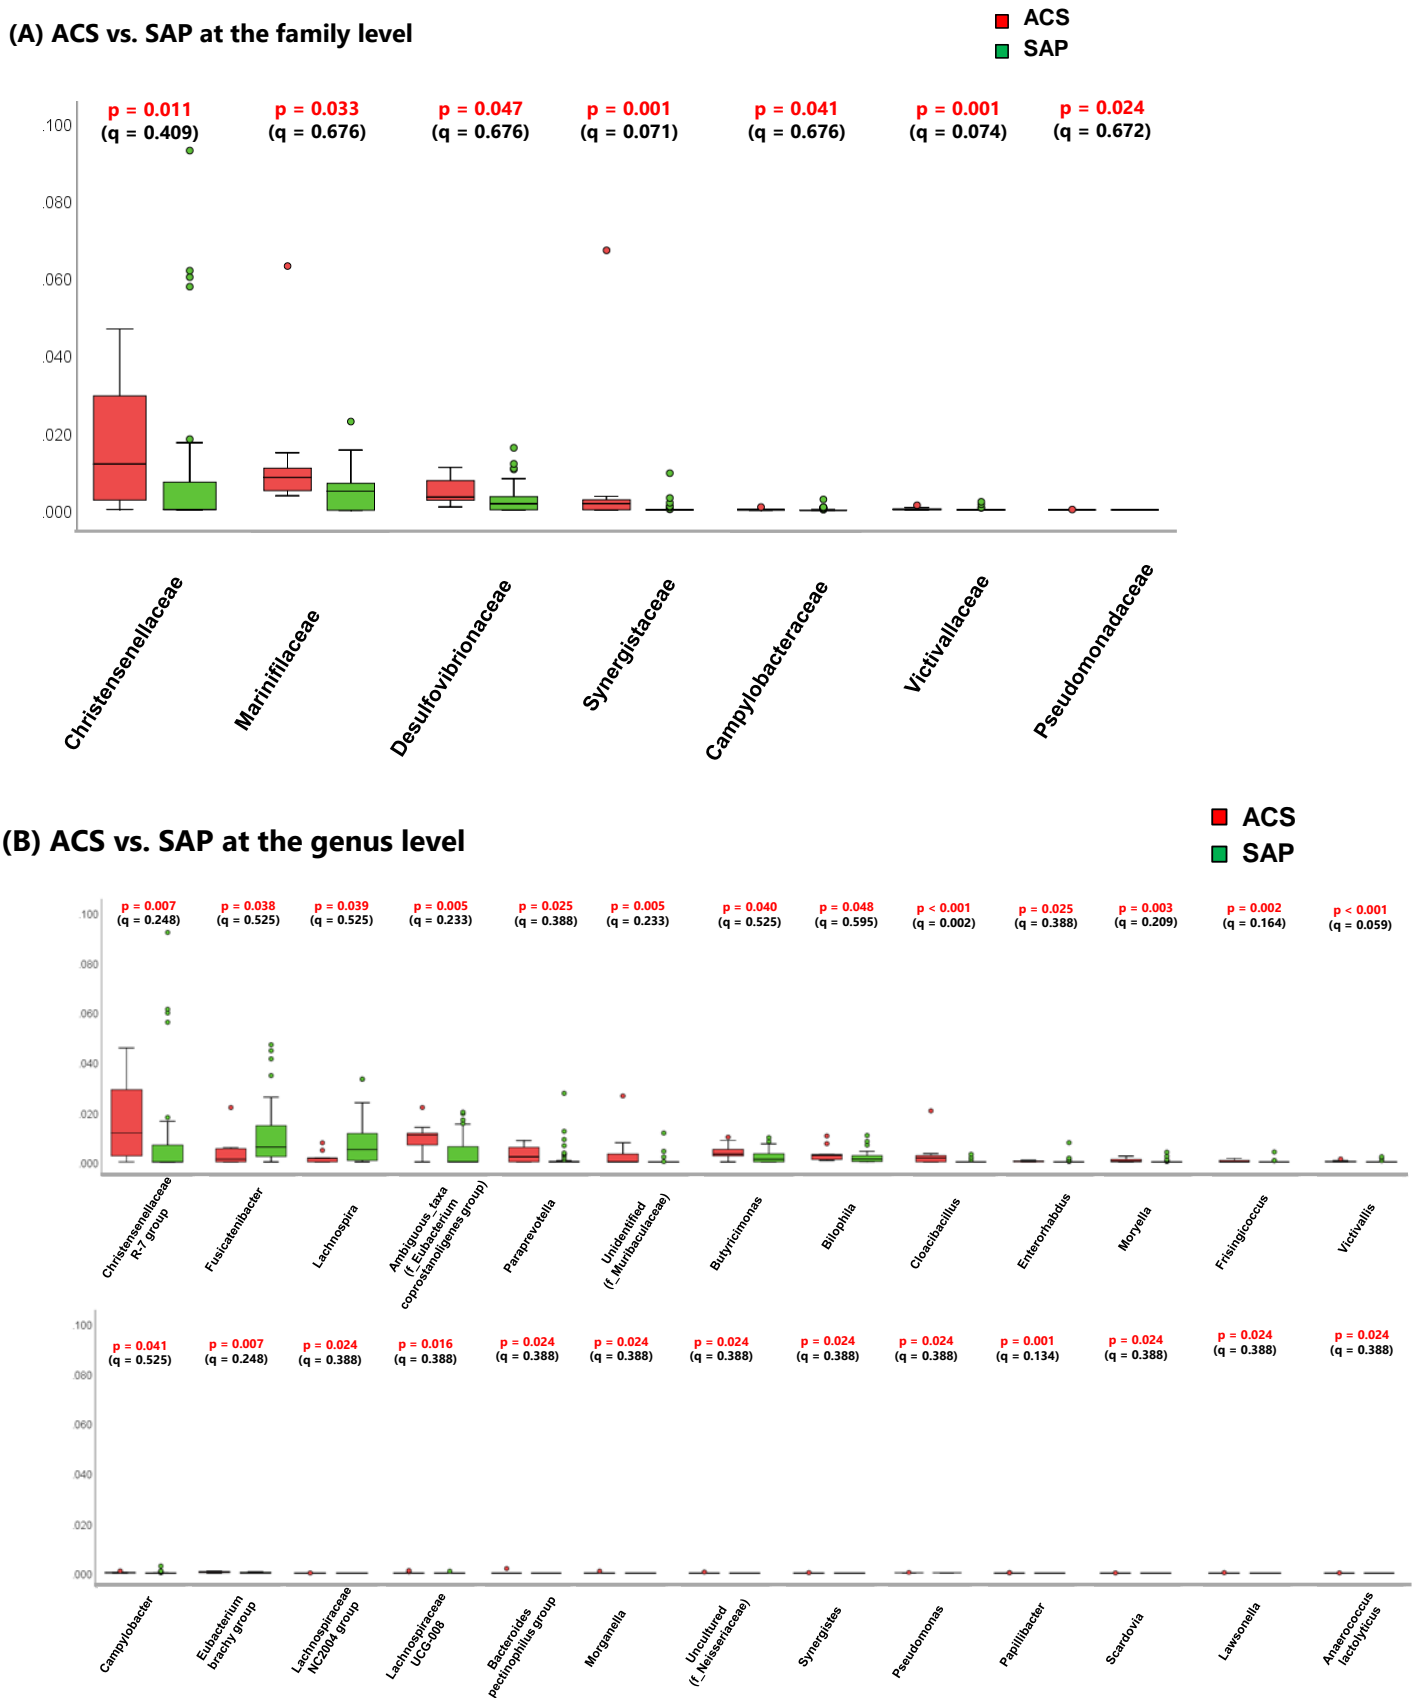 (A) ACS vs. SAP at the family level
ACS
SAP
p = 0.011
(q = 0.409)
p = 0.033
(q = 0.676)
p = 0.047
(q = 0.676)
p = 0.001
(q = 0.071)
p = 0.041
(q = 0.676)
p = 0.001
(q = 0.074)
p = 0.024
(q = 0.672)
.100
.080
.060
.040
.020
.000
Christensenellaceae
Marinifilaceae
Desulfovibrionaceae
Synergistaceae
Campylobacteraceae
Victivallaceae
Pseudomonadaceae
(B) ACS vs. SAP at the genus level
ACS
SAP
p = 0.007
(q = 0.248)
p = 0.038
(q = 0.525)
p = 0.039
(q = 0.525)
p = 0.005
(q = 0.233)
p = 0.025
(q = 0.388)
p = 0.005
(q = 0.233)
p = 0.040
(q = 0.525)
p = 0.048
(q = 0.595)
p < 0.001
(q = 0.002)
p = 0.025
(q = 0.388)
p = 0.003
(q = 0.209)
p = 0.002
(q = 0.164)
p < 0.001
(q = 0.059)
.100
.080
.060
.040
.020
.000
Christensenellaceae
R-7 group
Fusicatenibacter
Lachnospira
Ambiguous_taxa
(f_Eubacterium
coprostanoligenes group)
Paraprevotella
Unidentified
(f_Muribaculaceae)
Butyricimonas
Bilophila
Cloacibacillus
Enterorhabdus
Moryella
Frisingicoccus
Victivallis
p = 0.041
(q = 0.525)
p = 0.007
(q = 0.248)
p = 0.024
(q = 0.388)
p = 0.016
(q = 0.388)
p = 0.024
(q = 0.388)
p = 0.024
(q = 0.388)
p = 0.024
(q = 0.388)
p = 0.024
(q = 0.388)
p = 0.024
(q = 0.388)
p = 0.001
(q = 0.134)
p = 0.024
(q = 0.388)
p = 0.024
(q = 0.388)
p = 0.024
(q = 0.388)
.100
.080
.060
.040
.020
.000
Campylobacter
Eubacterium
brachy group
Lachnospiraceae
NC2004 group
Lachnospiraceae
UCG-008
Bacteroides
pectinophilus group
Morganella
Uncultured
(f_Neisseriaceae)
Synergistes
Pseudomonas
Papillibacter
Scardovia
Lawsonella
Anaerococcus
lactolyticus